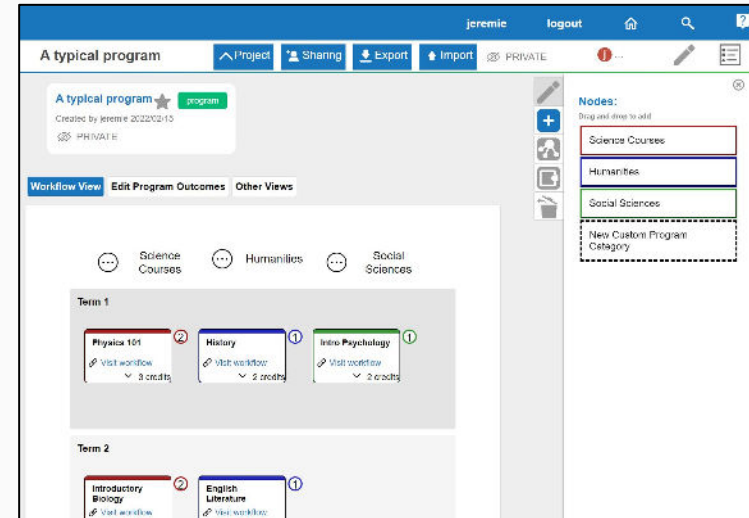 jeremie logout ?
A typical program Project Sharing Export Import PRIVATE J ...
A typical program program
Created by jeremie 2022/02/15
PRIVATE
Workflow View Edit Program Outcomes Other Views
Science Courses
Humanities
Social Sciences
Term 1
Physics 101 2
Visit workflow
3 credits
History 1
Visit workflow
2 credits
Intro Psychology 1
Visit workflow
2 credits
Term 2
Introductory
Biology 2
Visit workflow
English
Literature 1
Visit workflow
Nodes:
Drag and drop to add
Science Courses
Humanities
Social Sciences
New Custom Program
Category